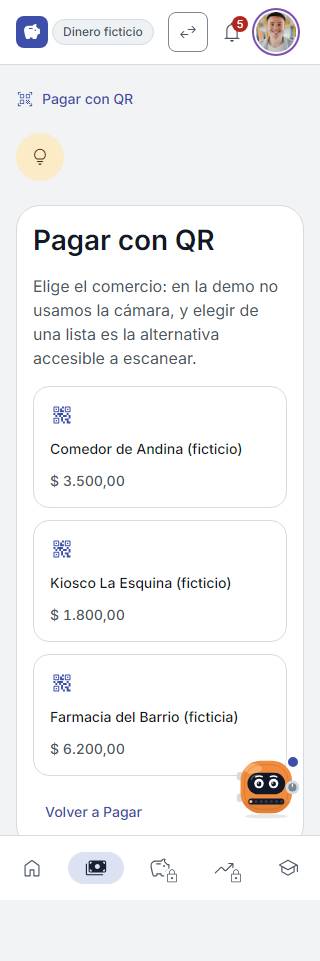 Dinero ficticio
5
Pagar con QR
Pagar con QR
Elige el comercio: en la demo no
usamos la cámara, y elegir de
una lista es la alternativa
accesible a escanear.
Comedor de Andina (ficticio)
$ 3.500,00
Kiosco La Esquina (ficticio)
$ 1.800,00
Farmacia del Barrio (ficticia)
$ 6.200,00
Volver a Pagar